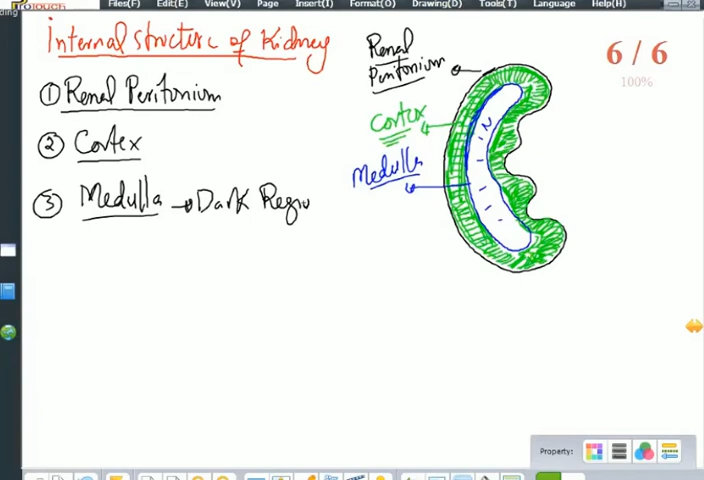 ProTouch Files(F) Edit(E) View(V) Page Insert(I) Format(O) Drawing(D) Tools(T) Language Help(H)
Internal structure of Kidney
① Renal Peritonium
② Cortex
③ Medulla → Dark Regio
Renal
Peritonium
Cortex
Medulla
6 / 6
100%
Property: